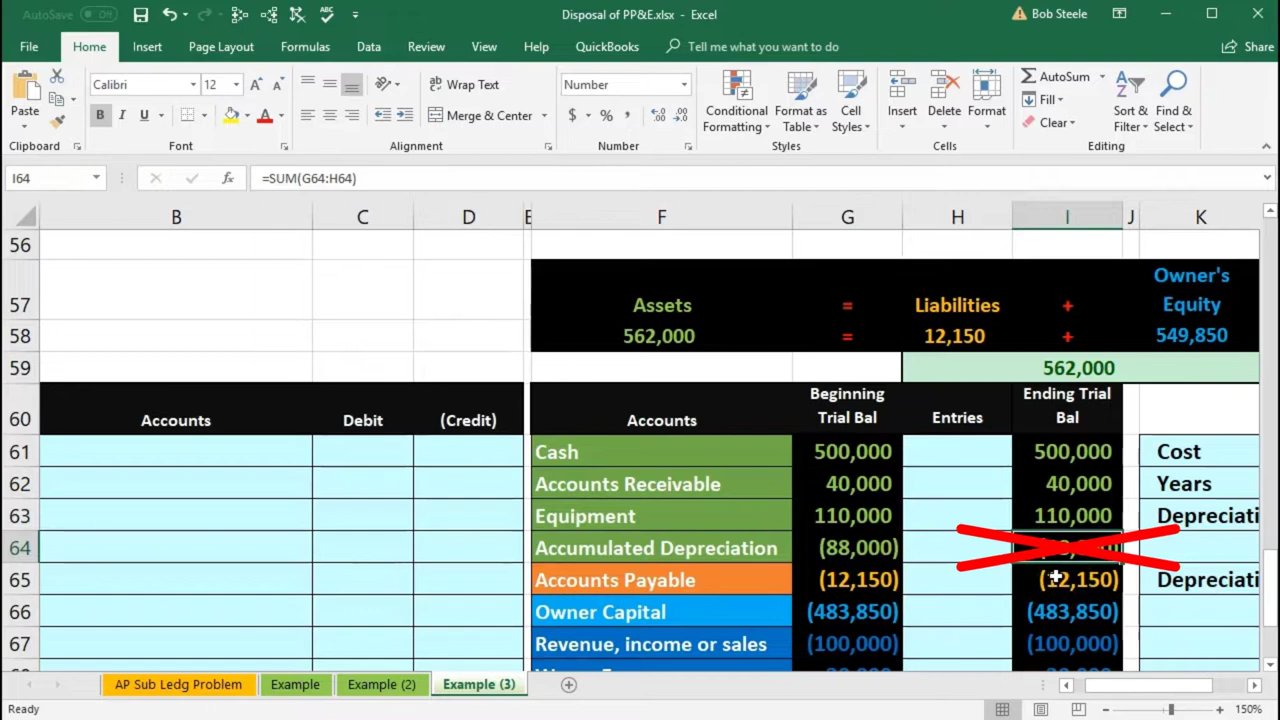 AutoSave Off Disposal of PP&E.xlsx - Excel Bob Steele
File Home Insert Page Layout Formulas Data Review View Help QuickBooks Tell me what you want to do Share
Calibri 12 Wrap Text Number AutoSum
Paste B I U Merge & Center $ % Conditional Formatting Format as Table Cell Styles Insert Delete Format Fill Clear Sort & Filter Find & Select
Clipboard Font Alignment Number Styles Cells Editing
I64 fx =SUM(G64:H64)
B C D E F G H I J K
56
57 Assets = Liabilities + Owner's Equity
58 562,000 = 12,150 + 549,850
59 562,000
60 Accounts Debit (Credit) Accounts Beginning Trial Bal Entries Ending Trial Bal
61 Cash 500,000 500,000 Cost
62 Accounts Receivable 40,000 40,000 Years
63 Equipment 110,000 110,000 Depreciati
64 Accumulated Depreciation (88,000)
65 Accounts Payable (12,150) (12,150) Depreciati
66 Owner Capital (483,850) (483,850)
67 Revenue, income or sales (100,000) (100,000)
AP Sub Ledg Problem Example Example (2) Example (3)
Ready 150%